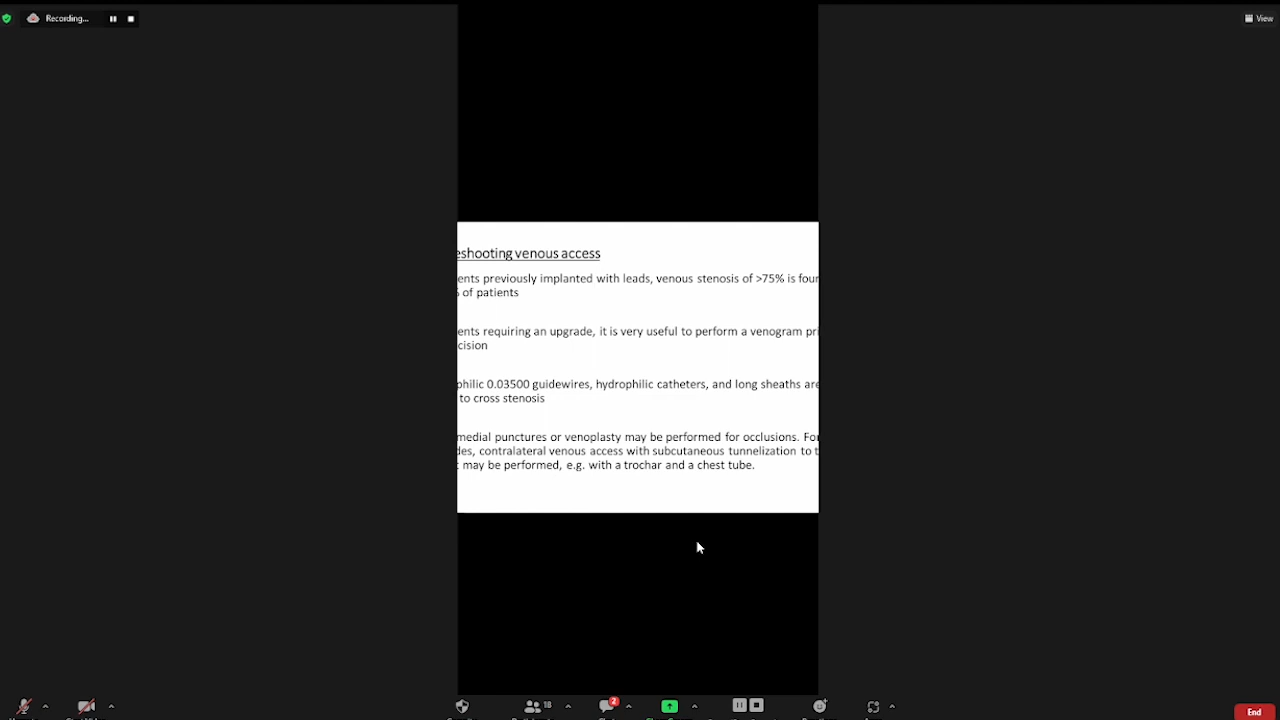 Recording...
View
eshooting venous access
ents previously implanted with leads, venous stenosis of >75% is four
of patients
ents requiring an upgrade, it is very useful to perform a venogram pri
cision
philic 0.03500 guidewires, hydrophilic catheters, and long sheaths are
to cross stenosis
medial punctures or venoplasty may be performed for occlusions. For
des, contralateral venous access with subcutaneous tunnelization to t
may be performed, e.g. with a trochar and a chest tube.
18
2
End